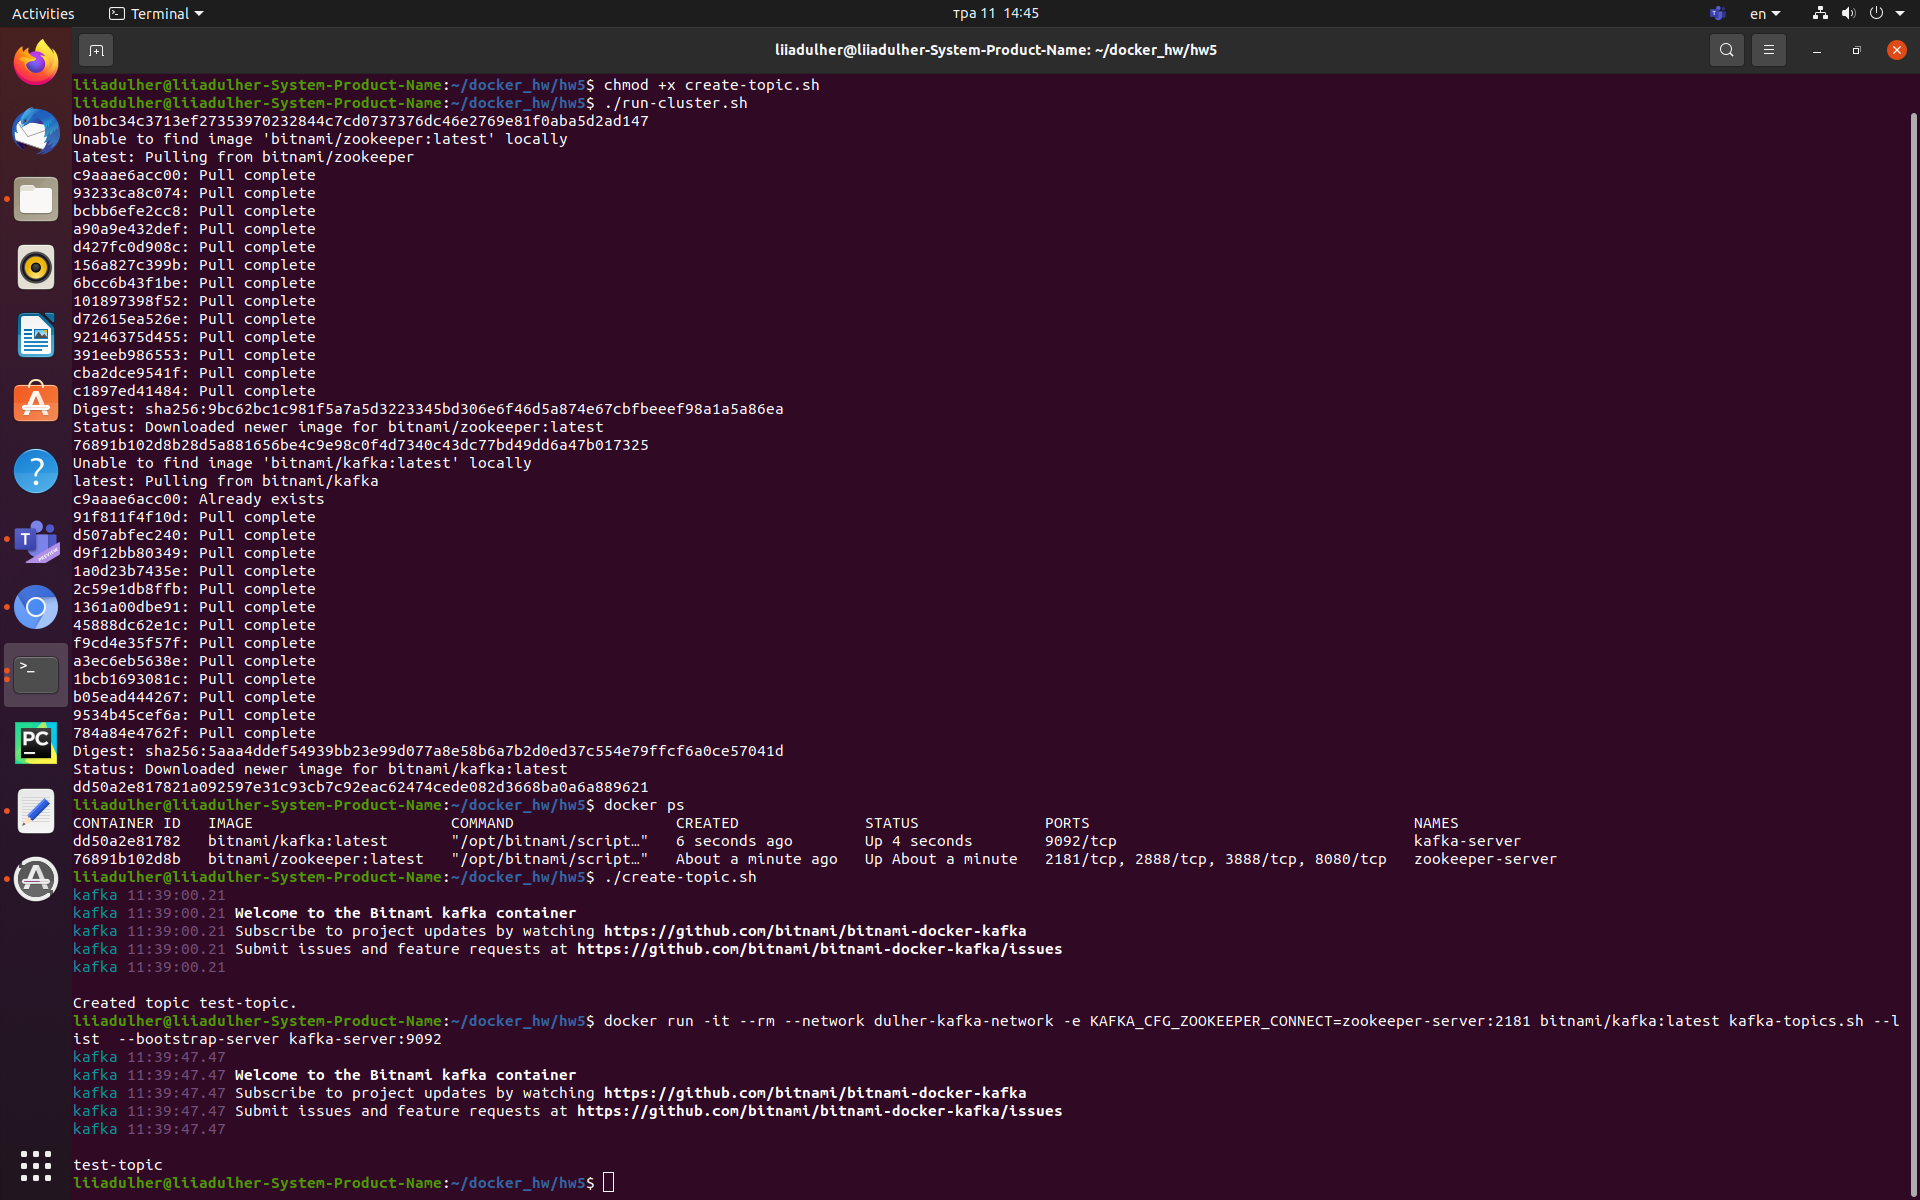 Activities
Terminal
тра 11 14:45
en
liiadulher@liiadulher-System-Product-Name: ~/docker_hw/hw5
liiadulher@liiadulher-System-Product-Name:~/docker_hw/hw5$ chmod +x create-topic.sh
liiadulher@liiadulher-System-Product-Name:~/docker_hw/hw5$ ./run-cluster.sh
b01bc34c3713ef27353970232844c7cd0737376dc46e2769e81f0aba5d2ad147
Unable to find image 'bitnami/zookeeper:latest' locally
latest: Pulling from bitnami/zookeeper
c9aaae6acc00: Pull complete
93233ca8c074: Pull complete
bcbb6efe2cc8: Pull complete
a90a9e432def: Pull complete
d427fc0d908c: Pull complete
156a827c399b: Pull complete
6bcc6b43f1be: Pull complete
101897398f52: Pull complete
d72615ea526e: Pull complete
92146375d455: Pull complete
391eeb986553: Pull complete
cba2dce9541f: Pull complete
c1897ed41484: Pull complete
Digest: sha256:9bc62bc1c981f5a7a5d3223345bd306e6f46d5a874e67cbfbeeef98a1a5a86ea
Status: Downloaded newer image for bitnami/zookeeper:latest
76891b102d8b28d5a881656be4c9e98c0f4d7340c43dc77bd49dd6a47b017325
Unable to find image 'bitnami/kafka:latest' locally
latest: Pulling from bitnami/kafka
c9aaae6acc00: Already exists
91f811f4f10d: Pull complete
d507abfec240: Pull complete
d9f12bb80349: Pull complete
1a0d23b7435e: Pull complete
2c59e1db8ffb: Pull complete
1361a00dbe91: Pull complete
45888dc62e1c: Pull complete
f9cd4e35f57f: Pull complete
a3ec6eb5638e: Pull complete
1bcb1693081c: Pull complete
b05ead444267: Pull complete
9534b45cef6a: Pull complete
784a84e4762f: Pull complete
Digest: sha256:5aaa4ddef54939bb23e99d077a8e58b6a7b2d0ed37c554e79ffcf6a0ce57041d
Status: Downloaded newer image for bitnami/kafka:latest
dd50a2e817821a092597e31c93cb7c92eac62474cede082d3668ba0a6a889621
liiadulher@liiadulher-System-Product-Name:~/docker_hw/hw5$ docker ps
CONTAINER ID   IMAGE                      COMMAND                  CREATED              STATUS              PORTS                                    NAMES
dd50a2e81782   bitnami/kafka:latest       "/opt/bitnami/script…"   6 seconds ago        Up 4 seconds        9092/tcp                                 kafka-server
76891b102d8b   bitnami/zookeeper:latest   "/opt/bitnami/script…"   About a minute ago   Up About a minute   2181/tcp, 2888/tcp, 3888/tcp, 8080/tcp   zookeeper-server
liiadulher@liiadulher-System-Product-Name:~/docker_hw/hw5$ ./create-topic.sh
kafka 11:39:00.21
kafka 11:39:00.21 Welcome to the Bitnami kafka container
kafka 11:39:00.21 Subscribe to project updates by watching https://github.com/bitnami/bitnami-docker-kafka
kafka 11:39:00.21 Submit issues and feature requests at https://github.com/bitnami/bitnami-docker-kafka/issues
kafka 11:39:00.21
Created topic test-topic.
liiadulher@liiadulher-System-Product-Name:~/docker_hw/hw5$ docker run -it --rm --network dulher-kafka-network -e KAFKA_CFG_ZOOKEEPER_CONNECT=zookeeper-server:2181 bitnami/kafka:latest kafka-topics.sh --l
ist  --bootstrap-server kafka-server:9092
kafka 11:39:47.47
kafka 11:39:47.47 Welcome to the Bitnami kafka container
kafka 11:39:47.47 Subscribe to project updates by watching https://github.com/bitnami/bitnami-docker-kafka
kafka 11:39:47.47 Submit issues and feature requests at https://github.com/bitnami/bitnami-docker-kafka/issues
kafka 11:39:47.47
test-topic
liiadulher@liiadulher-System-Product-Name:~/docker_hw/hw5$